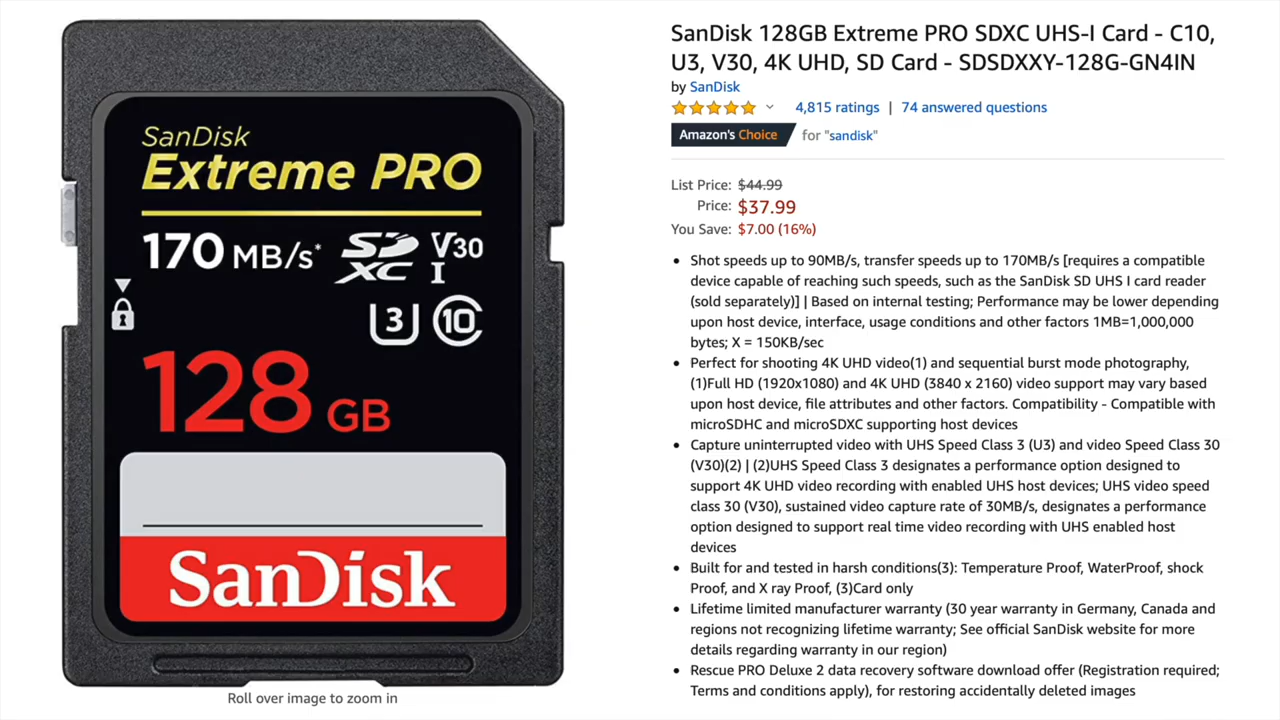 SanDisk
Extreme PRO
170 MB/s*
SD
XC
V30
I
3
10
128 GB
SanDisk
Roll over image to zoom in
SanDisk 128GB Extreme PRO SDXC UHS-I Card - C10,
U3, V30, 4K UHD, SD Card - SDSDXXY-128G-GN4IN
by SanDisk
4,815 ratings | 74 answered questions
Amazon's Choice for "sandisk"
List Price: $44.99
Price: $37.99
You Save: $7.00 (16%)
• Shot speeds up to 90MB/s, transfer speeds up to 170MB/s [requires a compatible
device capable of reaching such speeds, such as the SanDisk SD UHS I card reader
(sold separately)] | Based on internal testing; Performance may be lower depending
upon host device, interface, usage conditions and other factors 1MB=1,000,000
bytes; X = 150KB/sec
• Perfect for shooting 4K UHD video(1) and sequential burst mode photography,
(1)Full HD (1920x1080) and 4K UHD (3840 x 2160) video support may vary based
upon host device, file attributes and other factors. Compatibility - Compatible with
microSDHC and microSDXC supporting host devices
• Capture uninterrupted video with UHS Speed Class 3 (U3) and video Speed Class 30
(V30)(2) | (2)UHS Speed Class 3 designates a performance option designed to
support 4K UHD video recording with enabled UHS host devices; UHS video speed
class 30 (V30), sustained video capture rate of 30MB/s, designates a performance
option designed to support real time video recording with UHS enabled host
devices
• Built for and tested in harsh conditions(3): Temperature Proof, WaterProof, shock
Proof, and X ray Proof, (3)Card only
• Lifetime limited manufacturer warranty (30 year warranty in Germany, Canada and
regions not recognizing lifetime warranty; See official SanDisk website for more
details regarding warranty in our region)
• Rescue PRO Deluxe 2 data recovery software download offer (Registration required;
Terms and conditions apply), for restoring accidentally deleted images